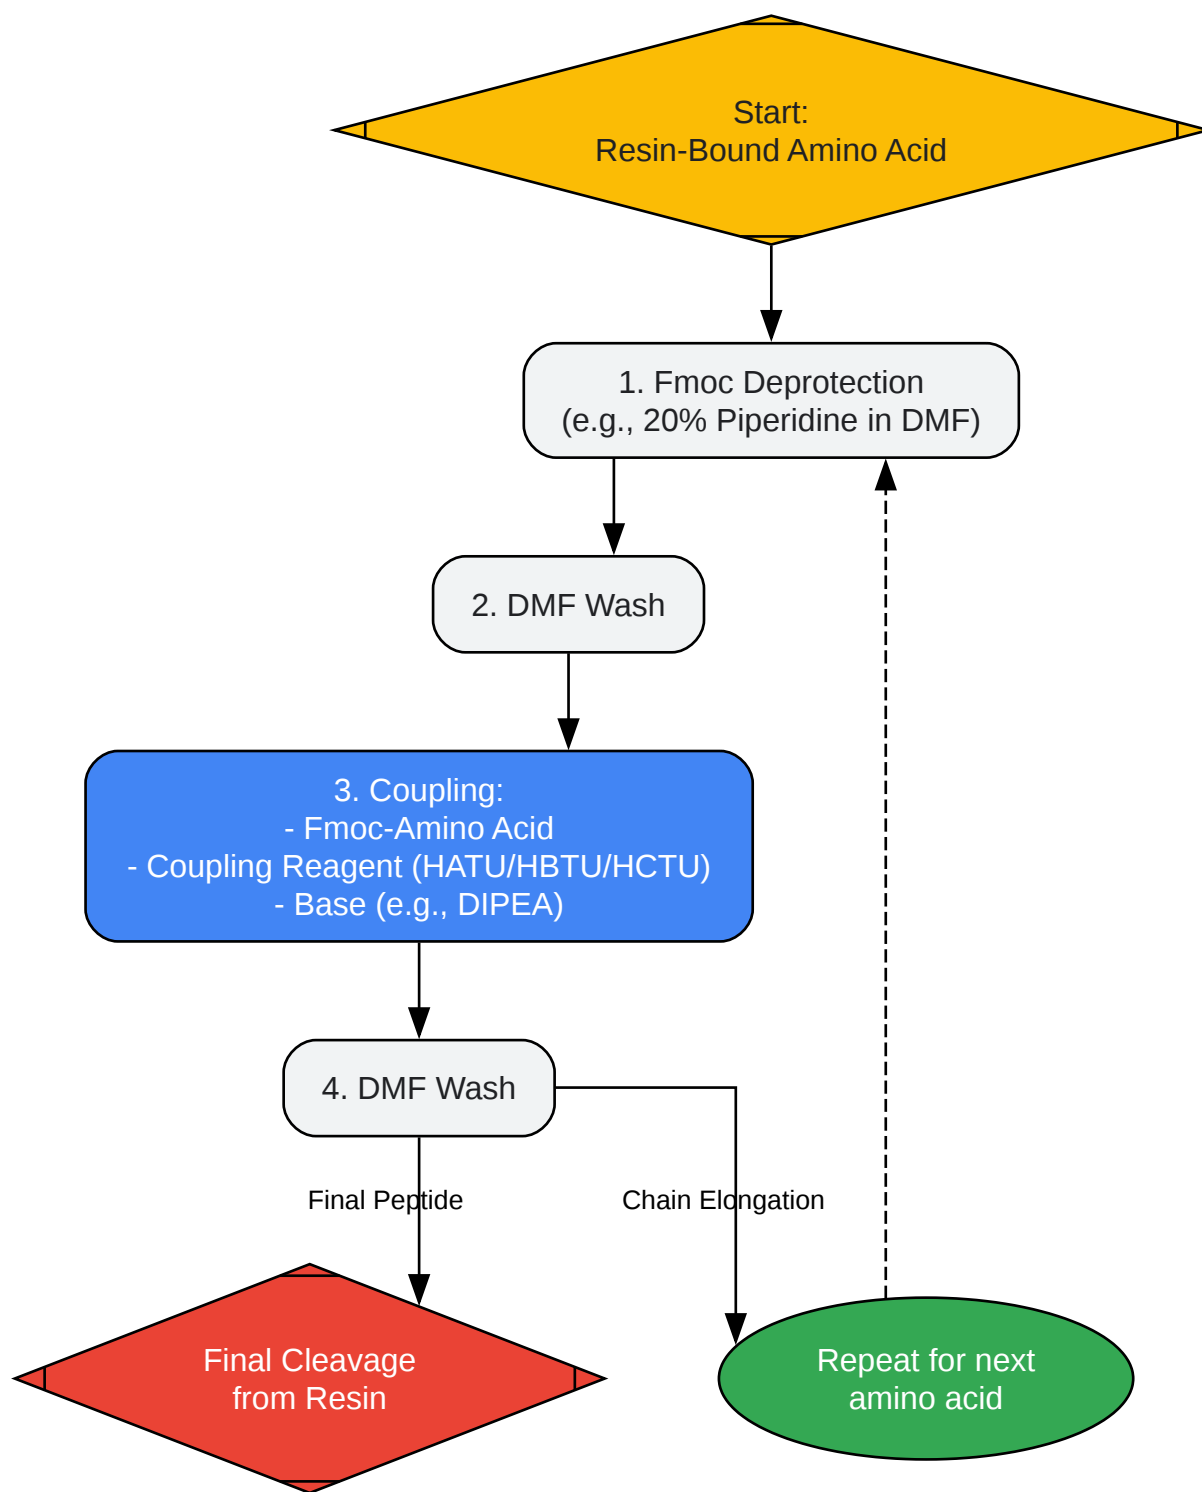 Start:
Resin-Bound Amino Acid
1. Fmoc Deprotection
(e.g., 20% Piperidine in DMF)
2. DMF Wash
3. Coupling:
- Fmoc-Amino Acid
- Coupling Reagent (HATU/HBTU/HCTU)
- Base (e.g., DIPEA)
4. DMF Wash
Final Peptide
Chain Elongation
Final Cleavage
from Resin
Repeat for next
amino acid